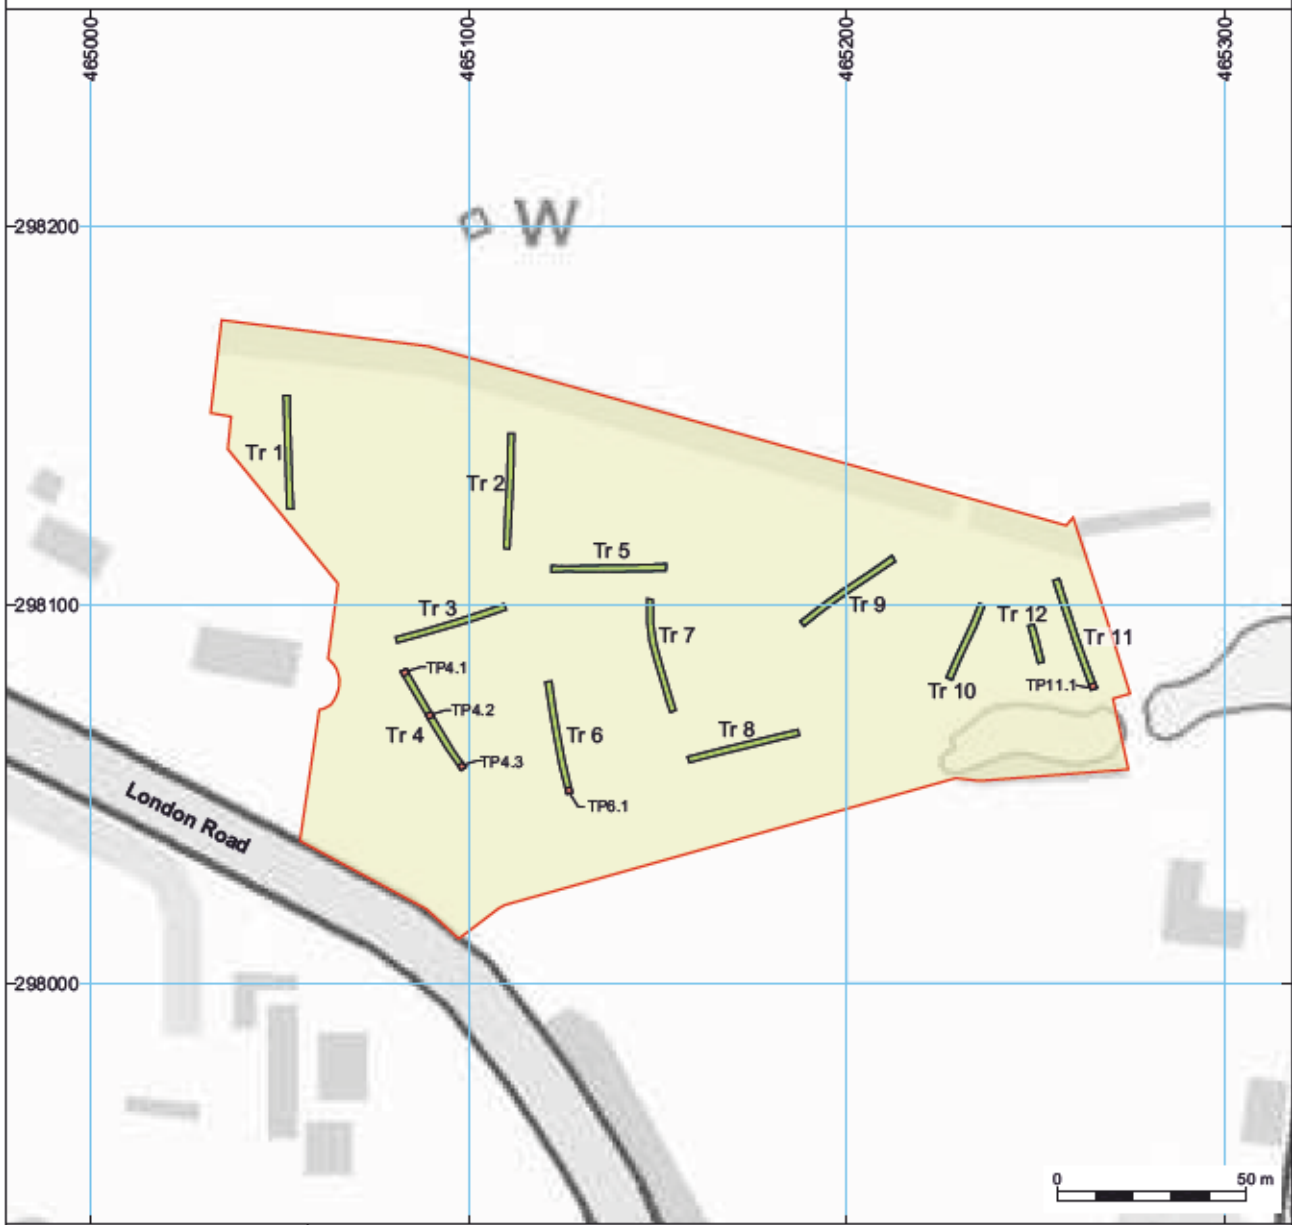 465000
465100
465200
465300
298200
W
Tr 1
Tr 2
Tr 5
298100
Tr 3
Tr 9
Tr 12
Tr 7
Tr 11
TP4.1
TP11.1
Tr 10
TP4.2
Tr 4
Tr 6
Tr 8
TP4.3
TP6.1
London Road
298000
0 50 m